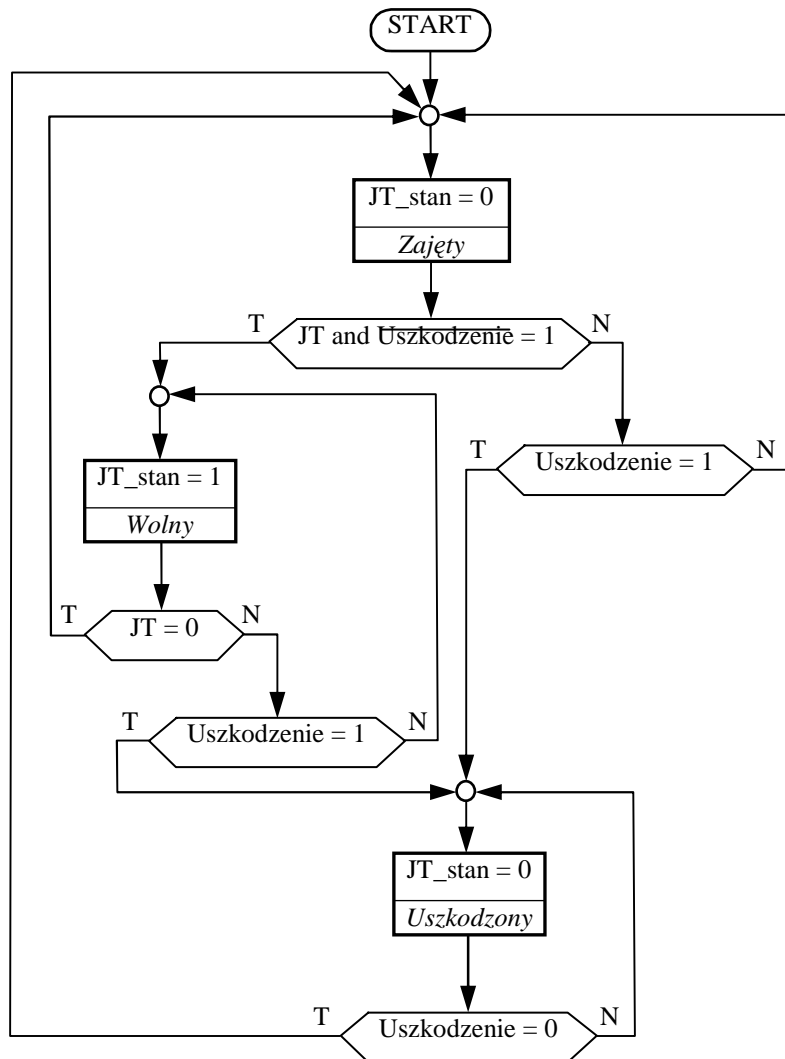 START
JT_stan = 0
Zajęty
T
JT and Uszkodzenie = 1
N
T
Uszkodzenie = 1
N
JT_stan = 1
Wolny
T
JT = 0
N
T
Uszkodzenie = 1
N
JT_stan = 0
Uszkodzony
T
Uszkodzenie = 0
N